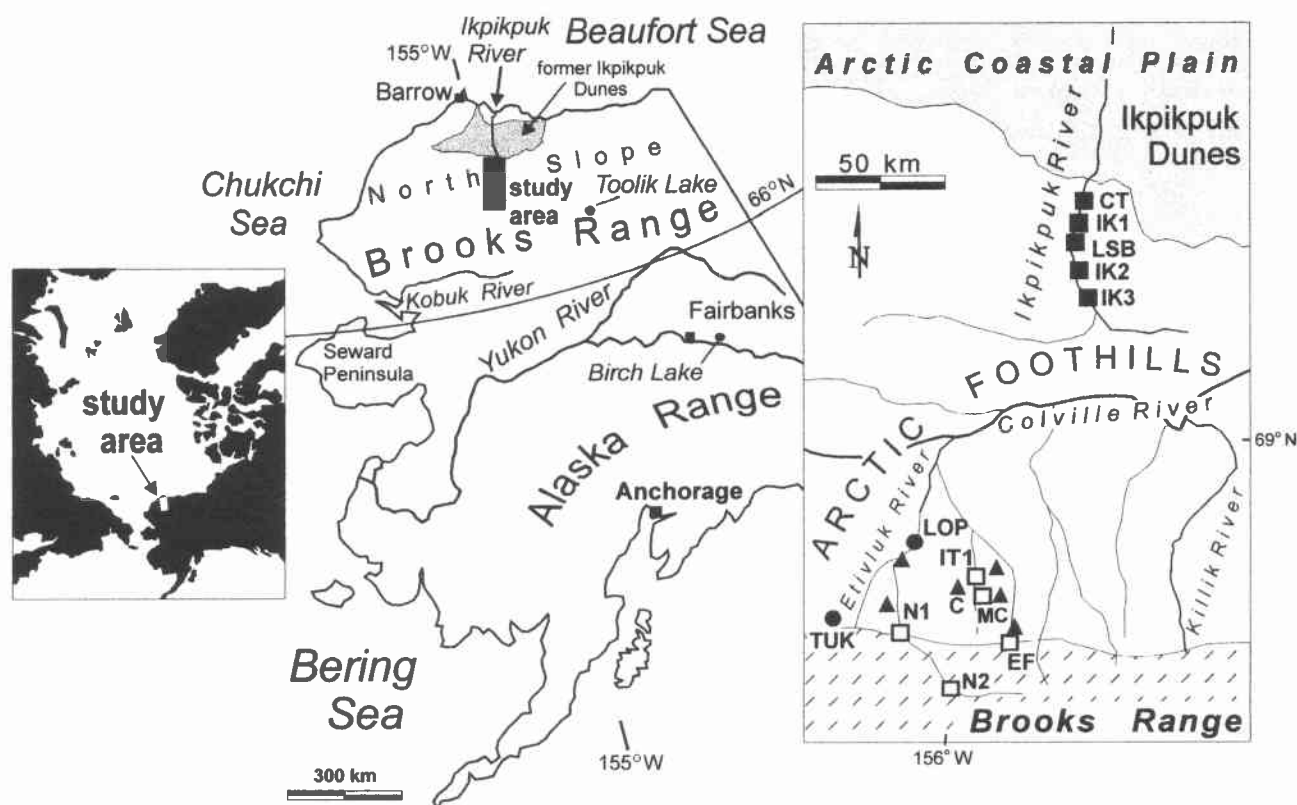 Ikpikpuk
River
Beaufort Sea
155°W
former Ikpikpuk
Dunes
Barrow
North Slope
Chukchi
Sea
study
area
Toolik Lake
66°N
Brooks Range
Kobuk River
Yukon River
Fairbanks
Seward
Peninsula
Birch Lake
Alaska Range
Anchorage
Bering
Sea
155°W
300 km
study
area
Arctic Coastal Plain
Ikpikpuk River
Ikpikpuk
Dunes
50 km
N
CT
IK1
LSB
IK2
IK3
ARCTIC FOOTHILLS
Colville River
69°N
Etivluk River
LOP
IT1
C
MC
N1
TUK
EF
N2
Killik River
Brooks Range
156°W